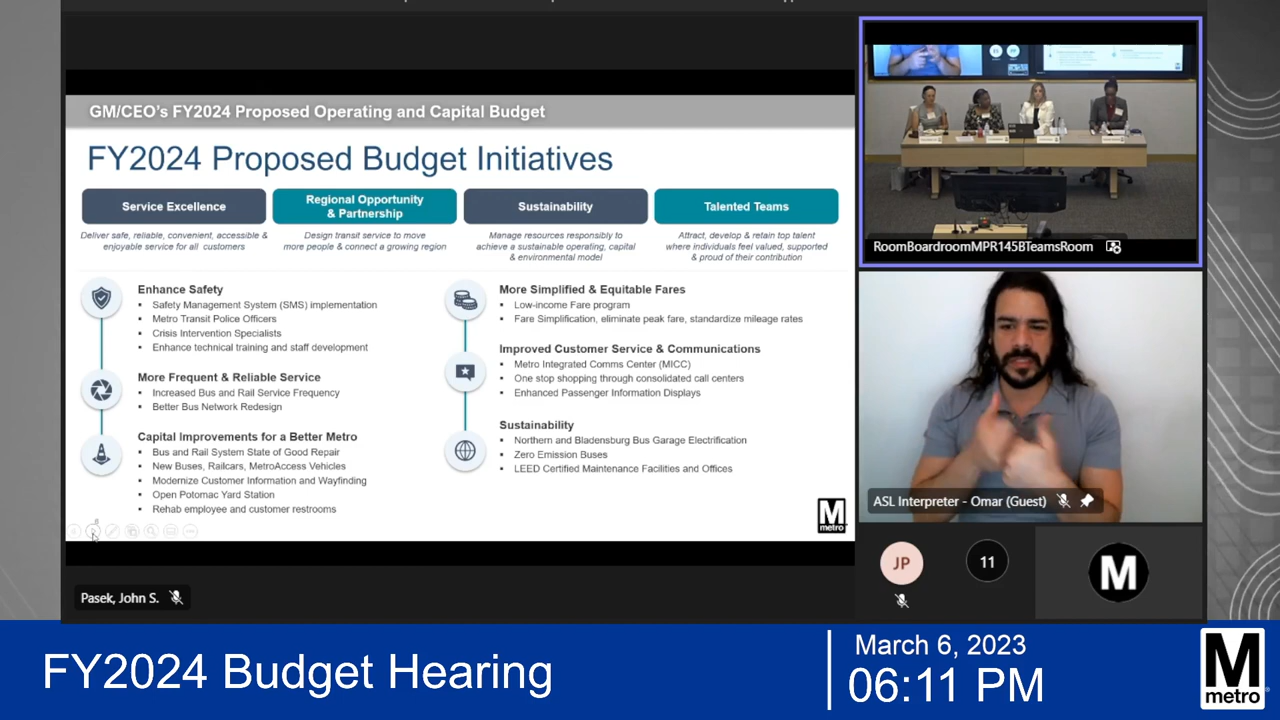 GM/CEO's FY2024 Proposed Operating and Capital Budget
FY2024 Proposed Budget Initiatives
Service Excellence
Deliver safe, reliable, convenient, accessible &
enjoyable service for all customers
Regional Opportunity
& Partnership
Design transit service to move
more people & connect a growing region
Sustainability
Manage resources responsibly to
achieve a sustainable operating, capital
& environmental model
Talented Teams
Attract, develop & retain top talent
where individuals feel valued, supported
& proud of their contribution
Enhance Safety
Safety Management System (SMS) implementation
Metro Transit Police Officers
Crisis Intervention Specialists
Enhance technical training and staff development
More Frequent & Reliable Service
Increased Bus and Rail Service Frequency
Better Bus Network Redesign
Capital Improvements for a Better Metro
Bus and Rail System State of Good Repair
New Buses, Railcars, MetroAccess Vehicles
Modernize Customer Information and Wayfinding
Open Potomac Yard Station
Rehab employee and customer restrooms
More Simplified & Equitable Fares
Low-income Fare program
Fare Simplification, eliminate peak fare, standardize mileage rates
Improved Customer Service & Communications
Metro Integrated Comms Center (MICC)
One stop shopping through consolidated call centers
Enhanced Passenger Information Displays
Sustainability
Northern and Bladensburg Bus Garage Electrification
Zero Emission Buses
LEED Certified Maintenance Facilities and Offices
M
metro
6
Pasek, John S.
RoomBoardroomMPR145BTeamsRoom
ASL Interpreter - Omar (Guest)
JP
11
M
FY2024 Budget Hearing
March 6, 2023
06:11 PM
M
metro